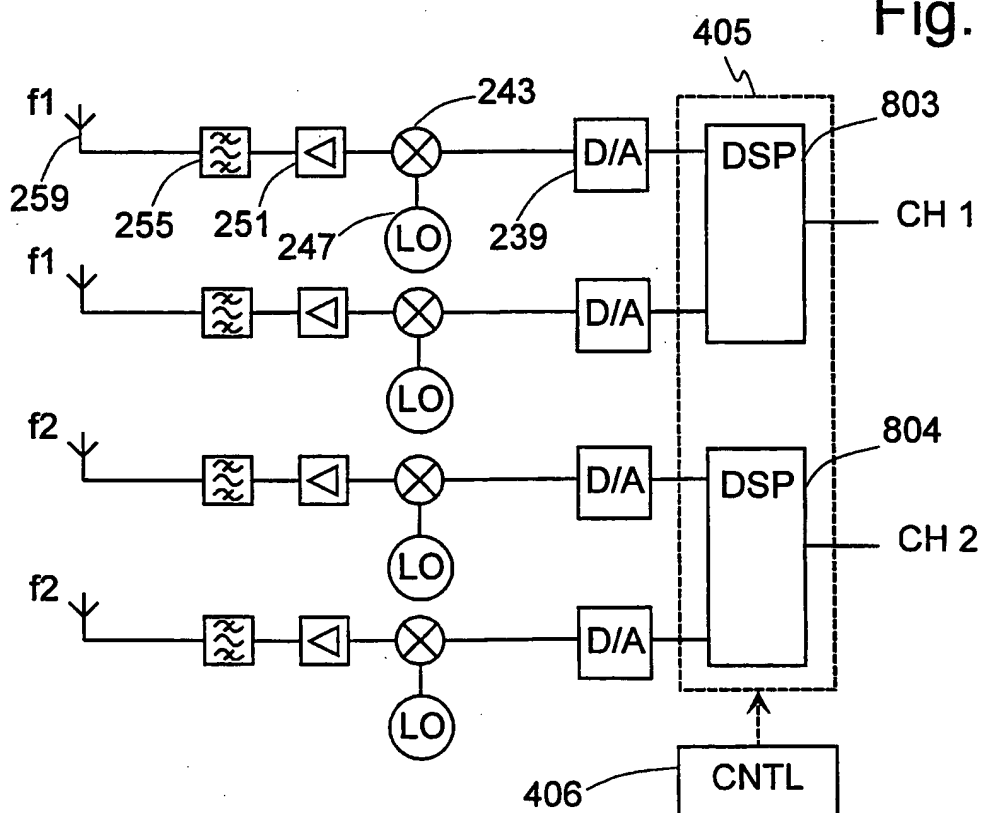 Fig.
405
f1
243
803
D/A
DSP
259
255
251
247
LO
239
CH 1
f1
D/A
LO
f2
804
D/A
DSP
LO
CH 2
f2
D/A
LO
CNTL
406